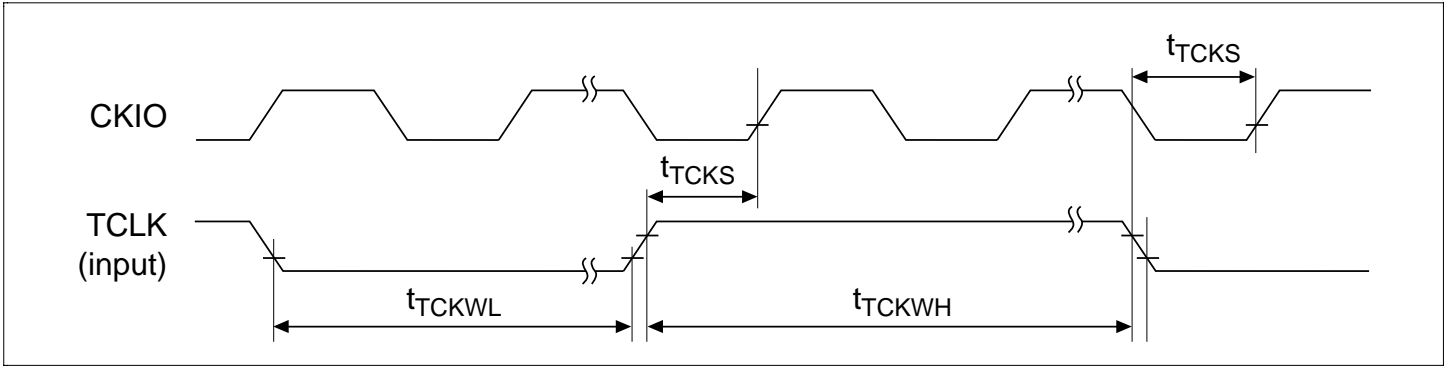 tTCKS
CKIO
tTCKS
TCLK
(input)
tTCKWL
tTCKWH